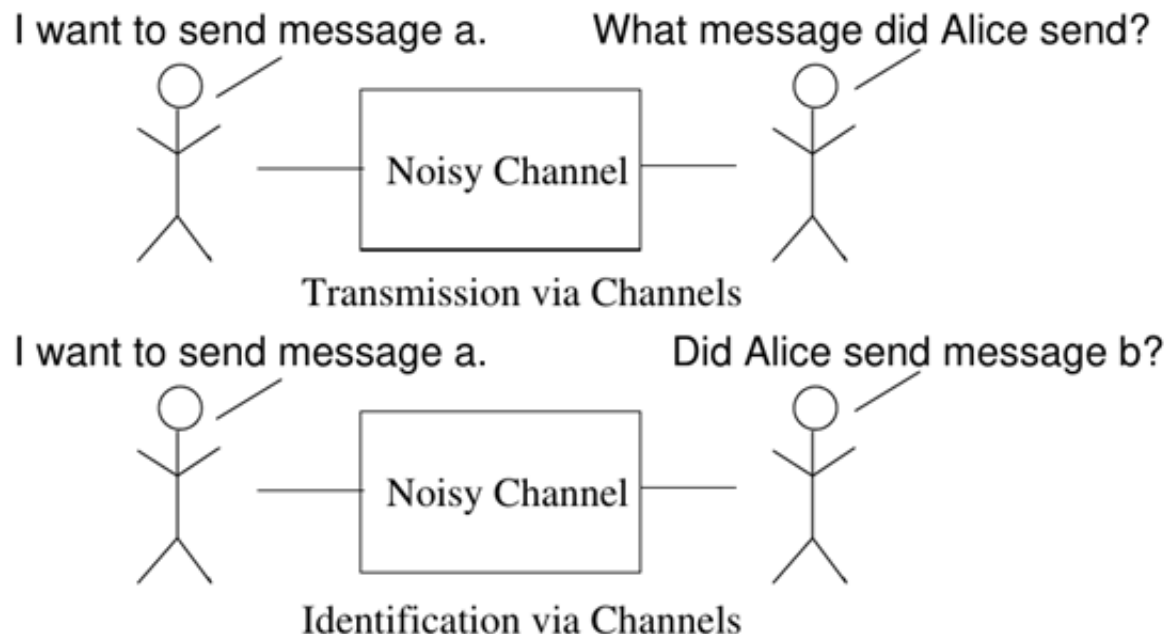 I want to send message a. What message did Alice send?
Noisy Channel
Transmission via Channels
I want to send message a. Did Alice send message b?
Noisy Channel
Identification via Channels